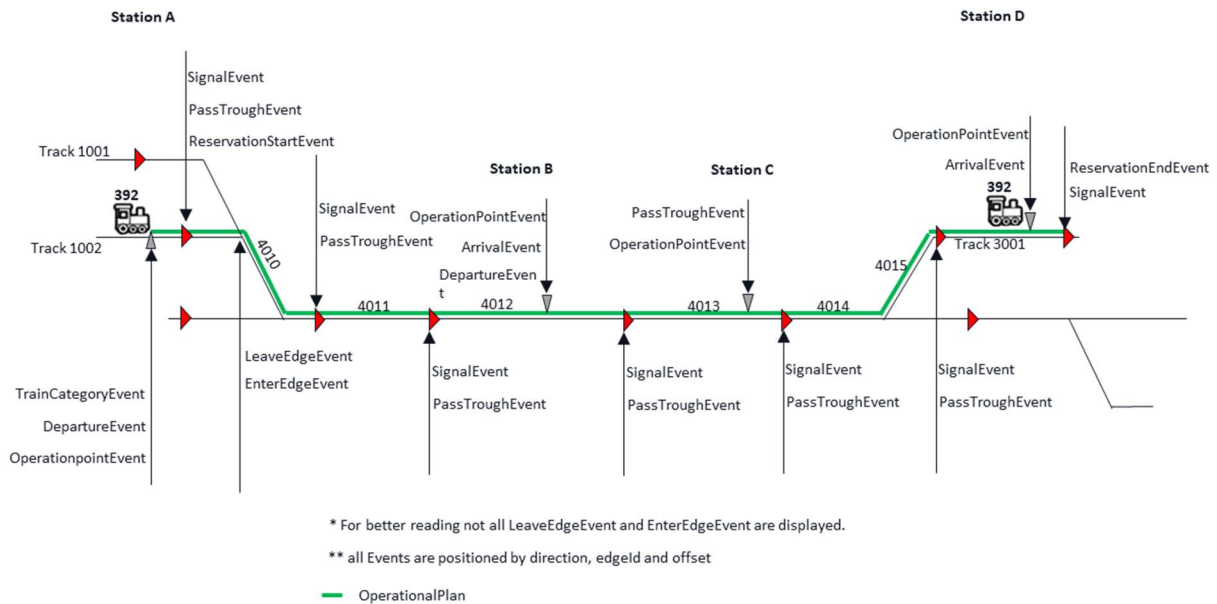 Station A
Station D
SignalEvent
PassTroughEvent
ReservationStartEvent
Track 1001
392
Track 1002
4010
SignalEvent
PassTroughEvent
Station B
OperationPointEvent
ArrivalEvent
DepartureEven
t
4011
4012
Station C
PassTroughEvent
OperationPointEvent
4013
4014
4015
OperationPointEvent
ArrivalEvent
392
ReservationEndEvent
SignalEvent
Track 3001
LeaveEdgeEvent
EnterEdgeEvent
TrainCategoryEvent
DepartureEvent
OperationpointEvent
SignalEvent
PassTroughEvent
SignalEvent
PassTroughEvent
SignalEvent
PassTroughEvent
SignalEvent
PassTroughEvent
* For better reading not all LeaveEdgeEvent and EnterEdgeEvent are displayed.
** all Events are positioned by direction, edgeId and offset
OperationalPlan